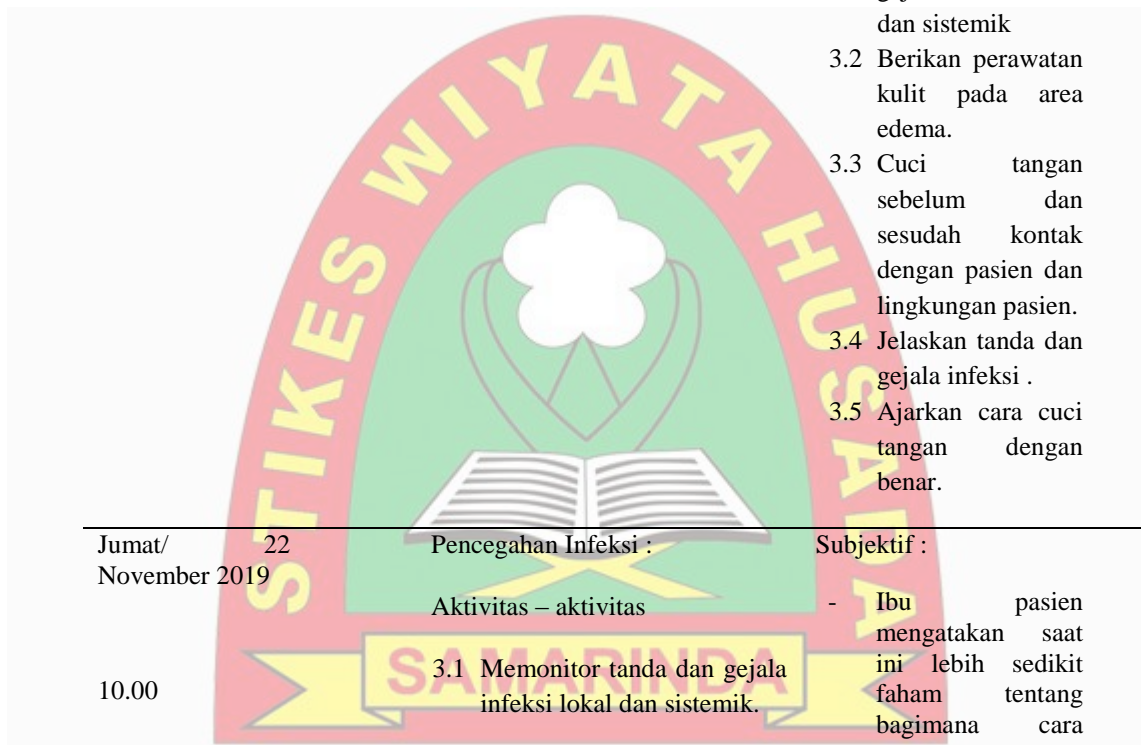 dan sistemik
3.2 Berikan perawatan
kulit pada area
edema.
3.3 Cuci tangan
sebelum dan
sesudah kontak
dengan pasien dan
lingkungan pasien.
3.4 Jelaskan tanda dan
gejala infeksi .
3.5 Ajarkan cara cuci
tangan dengan
benar.
Jumat/ 22
November 2019
10.00
Pencegahan Infeksi :
Aktivitas – aktivitas
3.1 Memonitor tanda dan gejala
infeksi lokal dan sistemik.
Subjektif :
- Ibu pasien
mengatakan saat
ini lebih sedikit
faham tentang
bagaimana cara
STIKES WIYATA HUSADA
SAMARINDA